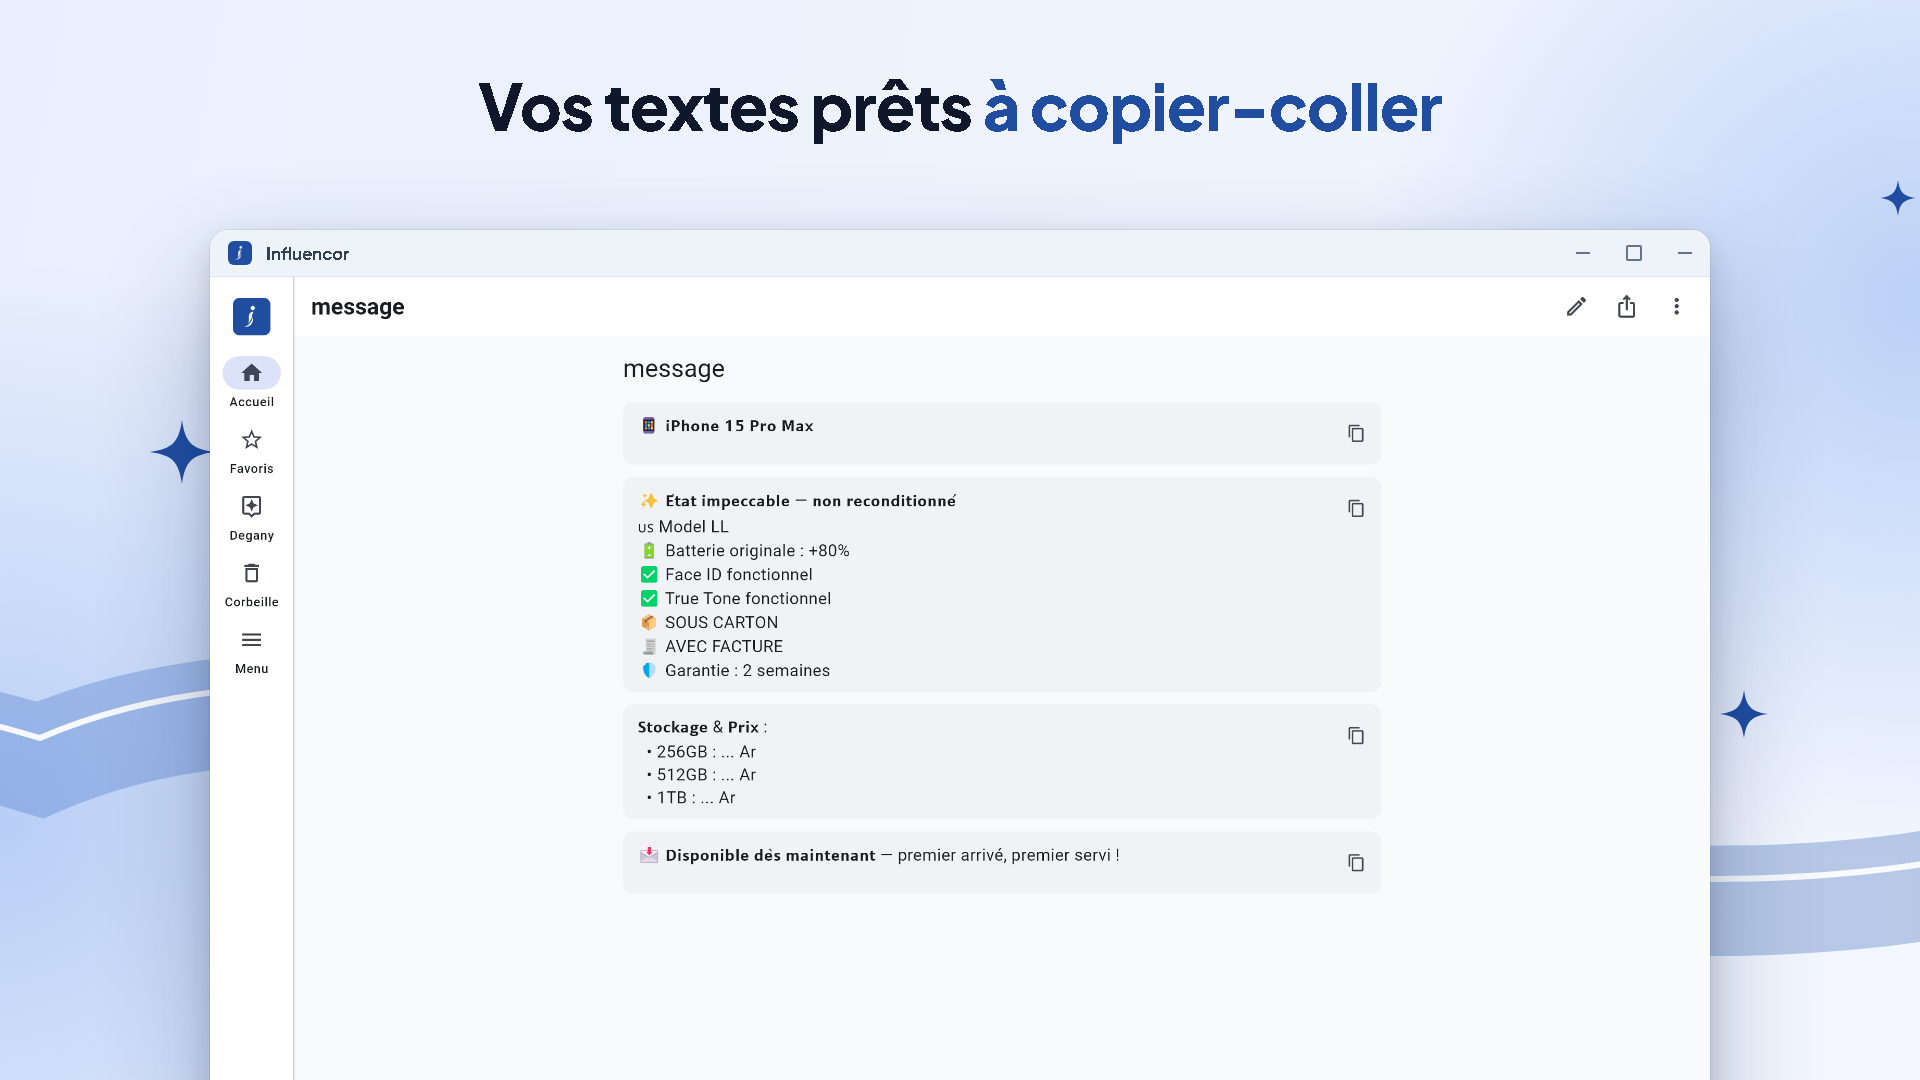 Vos textes prêts à copier-coller
Influencor
message
Accueil
Favoris
Degany
Corbeille
Menu
message
📱 iPhone 15 Pro Max
✨ État impeccable — non reconditionné
US Model LL
🔋 Batterie originale : +80%
✅ Face ID fonctionnel
✅ True Tone fonctionnel
📦 SOUS CARTON
🧾 AVEC FACTURE
🛡️ Garantie : 2 semaines
Stockage & Prix :
• 256GB : ... Ar
• 512GB : ... Ar
• 1TB : ... Ar
📩 Disponible dès maintenant — premier arrivé, premier servi !